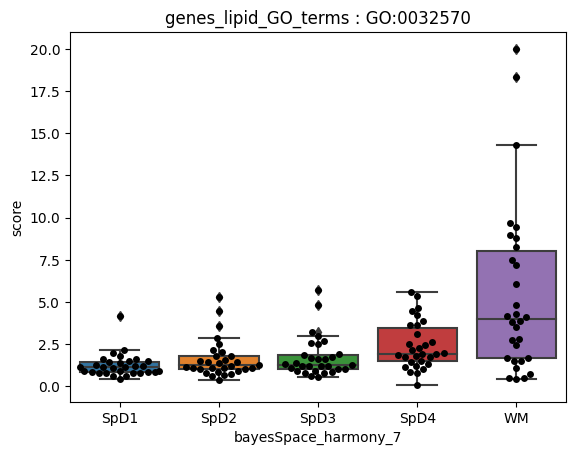 genes_lipid_GO_terms : GO:0032570
20.0
17.5
15.0
12.5
10.0
7.5
5.0
2.5
0.0
score
SpD1 SpD2 SpD3 SpD4 WM
bayesSpace_harmony_7